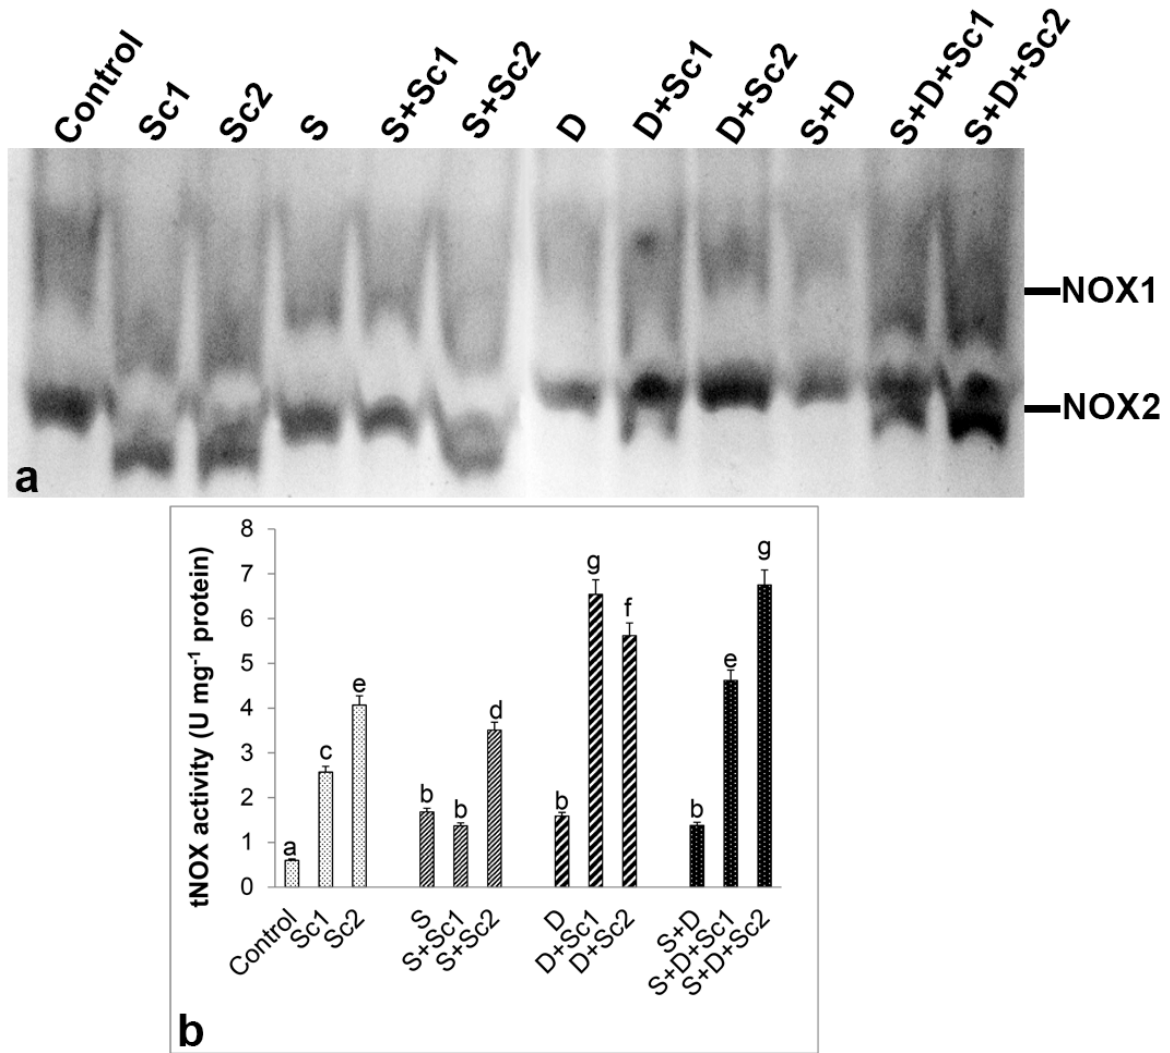 Control
Sc1
Sc2
S
S+Sc1
S+Sc2
D
D+Sc1
D+Sc2
S+D
S+D+Sc1
S+D+Sc2
NOX1
NOX2
a
tNOX activity (U mg⁻¹ protein)
8
7
6
5
4
3
2
1
0
a
c
e
b
b
d
b
g
f
b
e
g
Control
Sc1
Sc2
S
S+Sc1
S+Sc2
D
D+Sc1
D+Sc2
S+D
S+D+Sc1
S+D+Sc2
b